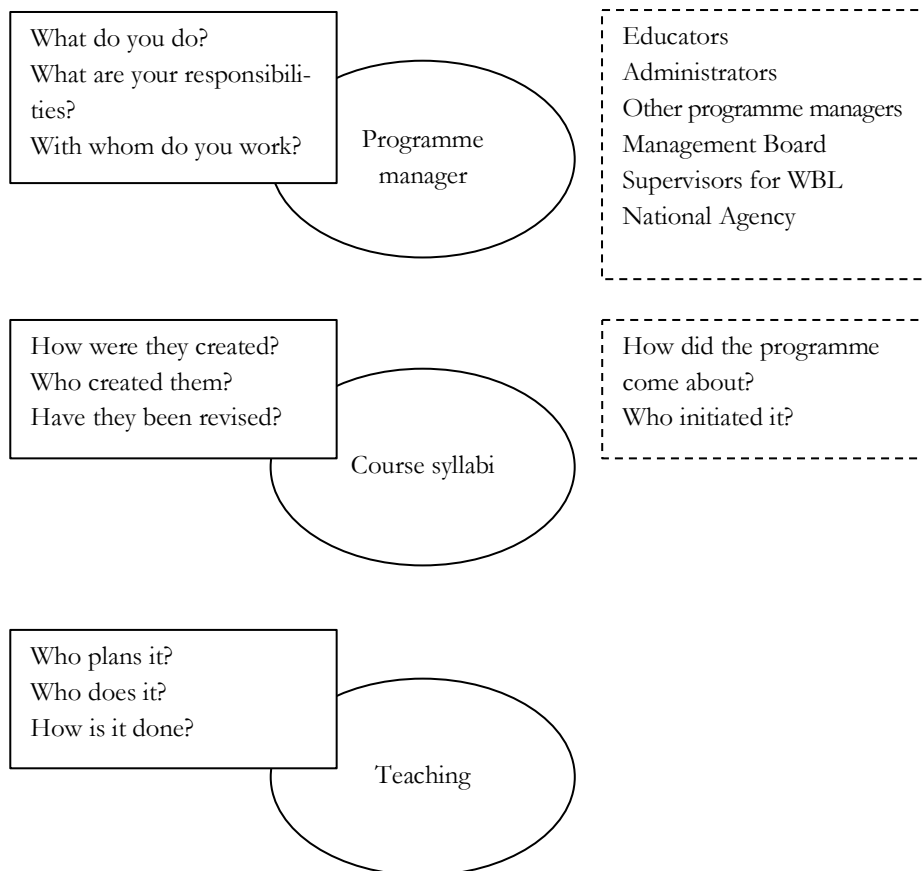 What do you do?
What are your responsibili-
ties?
With whom do you work?
Programme
manager
Educators
Administrators
Other programme managers
Management Board
Supervisors for WBL
National Agency
How were they created?
Who created them?
Have they been revised?
Course syllabi
How did the programme
come about?
Who initiated it?
Who plans it?
Who does it?
How is it done?
Teaching